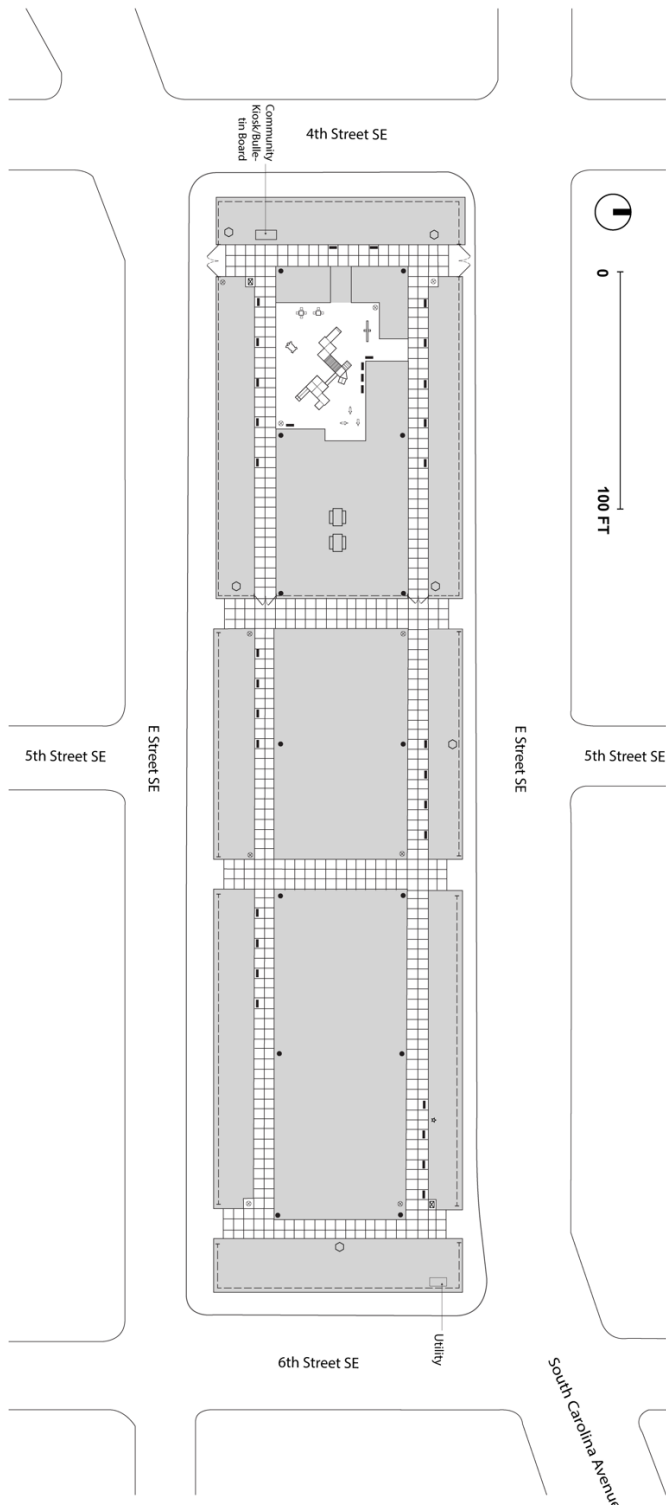 4th Street SE
Community
Kiosk/Bulle-
tin Board
0
100 FT
5th Street SE
E Street SE
E Street SE
5th Street SE
Utility
6th Street SE
South Carolina Avenue